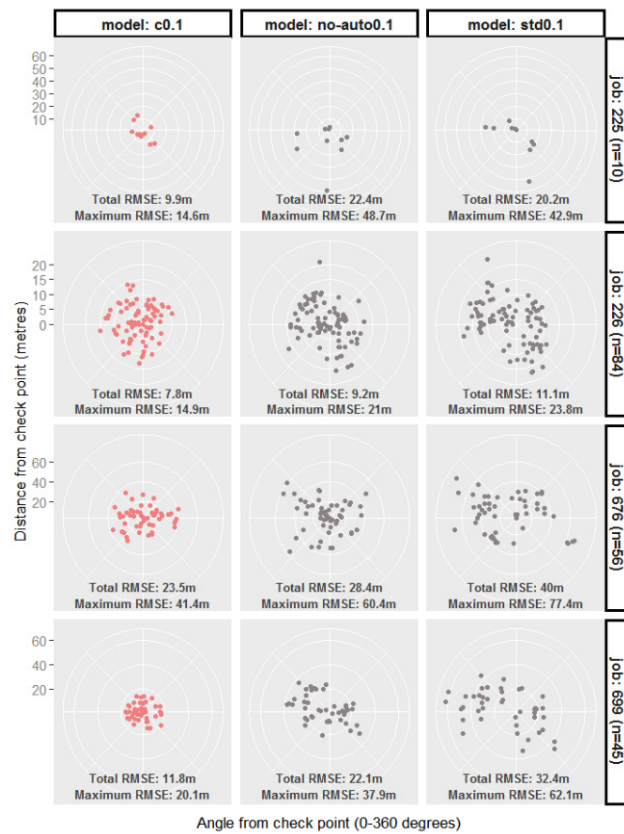 model: c0.1
model: no-auto0.1
model: std0.1
60
50
40
30
20
10
Total RMSE: 9.9m
Maximum RMSE: 14.6m
Total RMSE: 22.4m
Maximum RMSE: 48.7m
Total RMSE: 20.2m
Maximum RMSE: 42.9m
job: 225 (n=10)
20
15
10
5
0
Total RMSE: 7.8m
Maximum RMSE: 14.9m
Total RMSE: 9.2m
Maximum RMSE: 21m
Total RMSE: 11.1m
Maximum RMSE: 23.8m
job: 226 (n=84)
Distance from check point (metres)
60
40
20
Total RMSE: 23.5m
Maximum RMSE: 41.4m
Total RMSE: 28.4m
Maximum RMSE: 60.4m
Total RMSE: 40m
Maximum RMSE: 77.4m
job: 676 (n=56)
60
40
20
Total RMSE: 11.8m
Maximum RMSE: 20.1m
Total RMSE: 22.1m
Maximum RMSE: 37.9m
Total RMSE: 32.4m
Maximum RMSE: 62.1m
job: 699 (n=45)
Angle from check point (0-360 degrees)